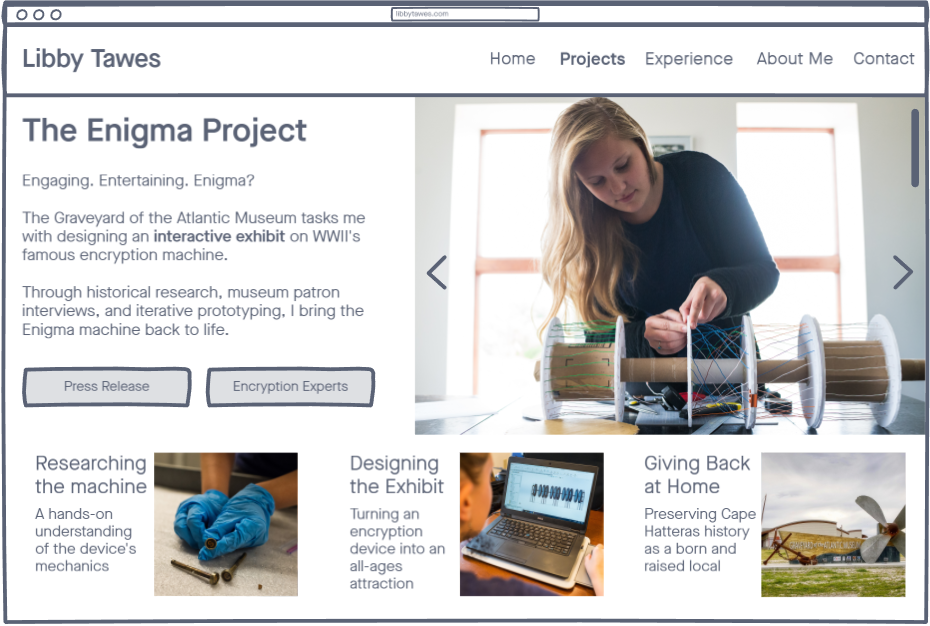 libbytawes.com
Libby Tawes
Home Projects Experience About Me Contact
The Enigma Project
Engaging. Entertaining. Enigma?
The Graveyard of the Atlantic Museum tasks me
with designing an interactive exhibit on WWII's
famous encryption machine.
Through historical research, museum patron
interviews, and iterative prototyping, I bring the
Enigma machine back to life.
Press Release
Encryption Experts
Researching
the machine
A hands-on
understanding
of the device's
mechanics
Designing
the Exhibit
Turning an
encryption
device into an
all-ages
attraction
Giving Back
at Home
Preserving Cape
Hatteras history
as a born and
raised local